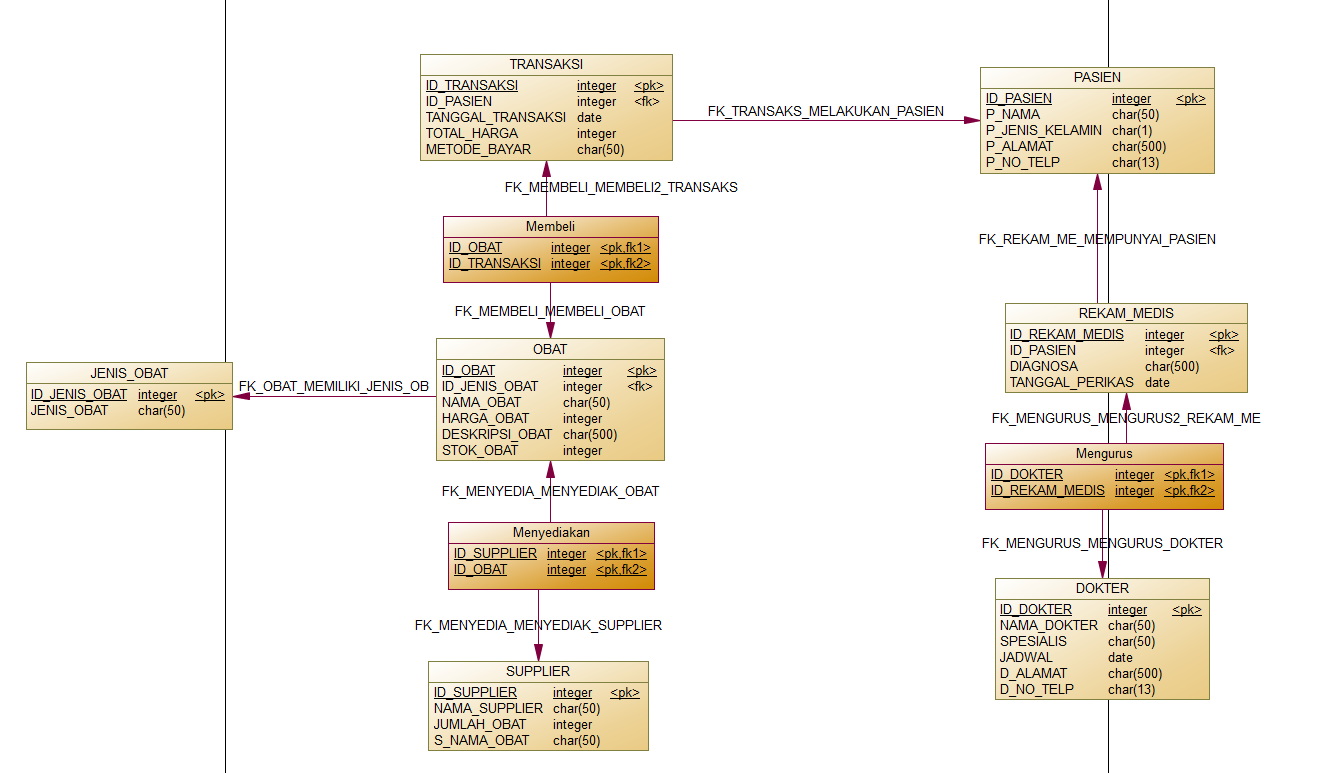 TRANSAKSI
ID_TRANSAKSI integer <pk>
ID_PASIEN integer <fk>
TANGGAL_TRANSAKSI date
TOTAL_HARGA integer
METODE_BAYAR char(50)
FK_TRANSAKS_MELAKUKAN_PASIEN
PASIEN
ID_PASIEN integer <pk>
P_NAMA char(50)
P_JENIS_KELAMIN char(1)
P_ALAMAT char(500)
P_NO_TELP char(13)
FK_MEMBELI_MEMBELI2_TRANSAKS
Membeli
ID_OBAT integer <pk,fk1>
ID_TRANSAKSI integer <pk,fk2>
FK_REKAM_ME_MEMPUNYAI_PASIEN
FK_MEMBELI_MEMBELI_OBAT
REKAM_MEDIS
ID_REKAM_MEDIS integer <pk>
ID_PASIEN integer <fk>
DIAGNOSA char(500)
TANGGAL_PERIKAS date
OBAT
ID_OBAT integer <pk>
ID_JENIS_OBAT integer <fk>
NAMA_OBAT char(50)
HARGA_OBAT integer
DESKRIPSI_OBAT char(500)
STOK_OBAT integer
JENIS_OBAT
ID_JENIS_OBAT integer <pk>
JENIS_OBAT char(50)
FK_OBAT_MEMILIKI_JENIS_OB
FK_MENGURUS_MENGURUS2_REKAM_ME
Mengurus
ID_DOKTER integer <pk,fk1>
ID_REKAM_MEDIS integer <pk,fk2>
FK_MENYEDIA_MENYEDIAK_OBAT
Menyediakan
ID_SUPPLIER integer <pk,fk1>
ID_OBAT integer <pk,fk2>
FK_MENGURUS_MENGURUS_DOKTER
DOKTER
ID_DOKTER integer <pk>
NAMA_DOKTER char(50)
SPESIALIS char(50)
JADWAL date
D_ALAMAT char(500)
D_NO_TELP char(13)
FK_MENYEDIA_MENYEDIAK_SUPPLIER
SUPPLIER
ID_SUPPLIER integer <pk>
NAMA_SUPPLIER char(50)
JUMLAH_OBAT integer
S_NAMA_OBAT char(50)